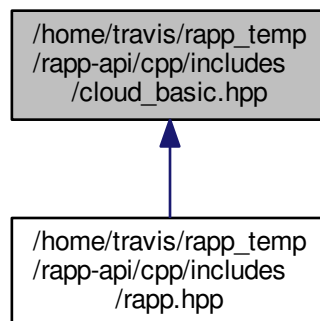 /home/travis/rapp_temp
/rapp-api/cpp/includes
/cloud_basic.hpp
/home/travis/rapp_temp
/rapp-api/cpp/includes
/rapp.hpp